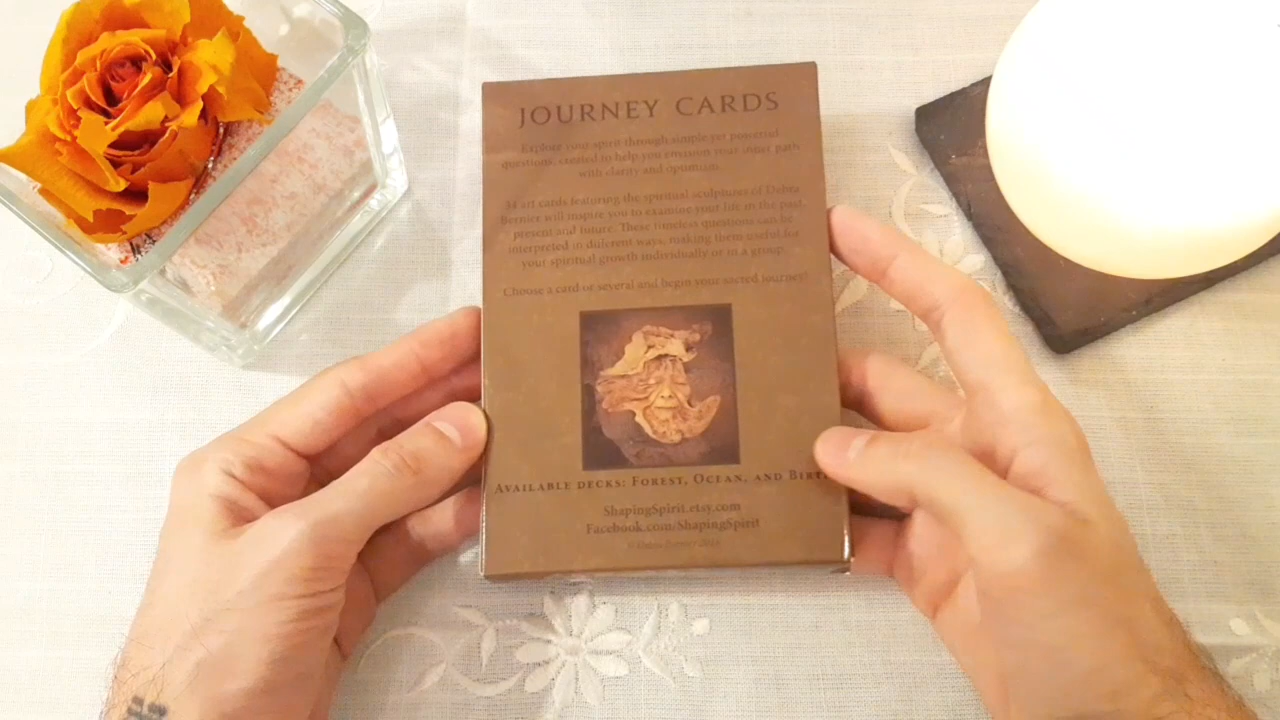 JOURNEY CARDS
Explore your spirit through simple yet powerful
questions, created to help you envision your inner path
with clarity and optimism.
34 art cards featuring the spiritual sculptures of Debra
Bernier will inspire you to examine your life in the past,
present and future. These timeless questions can be
interpreted in different ways, making them useful for
your spiritual growth individually or in a group.
Choose a card or several and begin your sacred journey!
AVAILABLE DECKS: FOREST, OCEAN, AND
ShapingSpirit.etsy.com
Facebook.com/ShapingSpirit